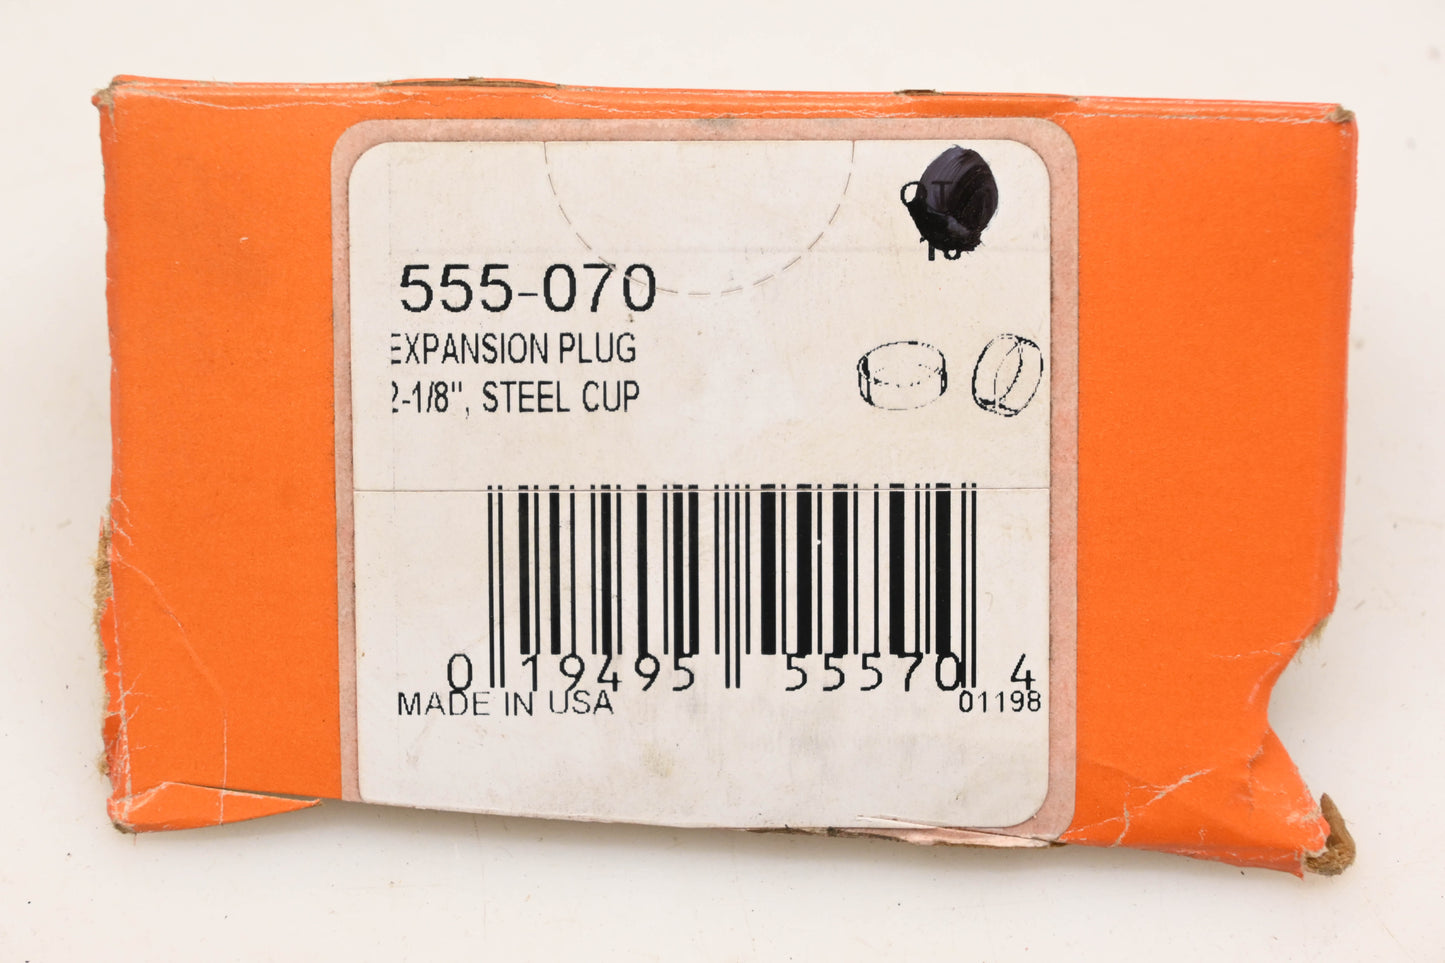 555-070
EXPANSION PLUG
2-1/8", STEEL CUP
0 19495 55570 4
MADE IN USA
01198